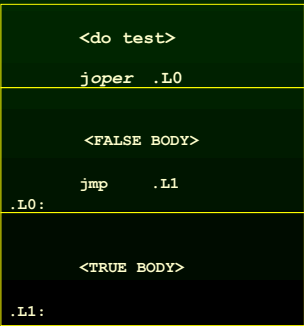 <do test>
joper .L0
<FALSE BODY>
jmp .L1
.L0:
<TRUE BODY>
.L1: